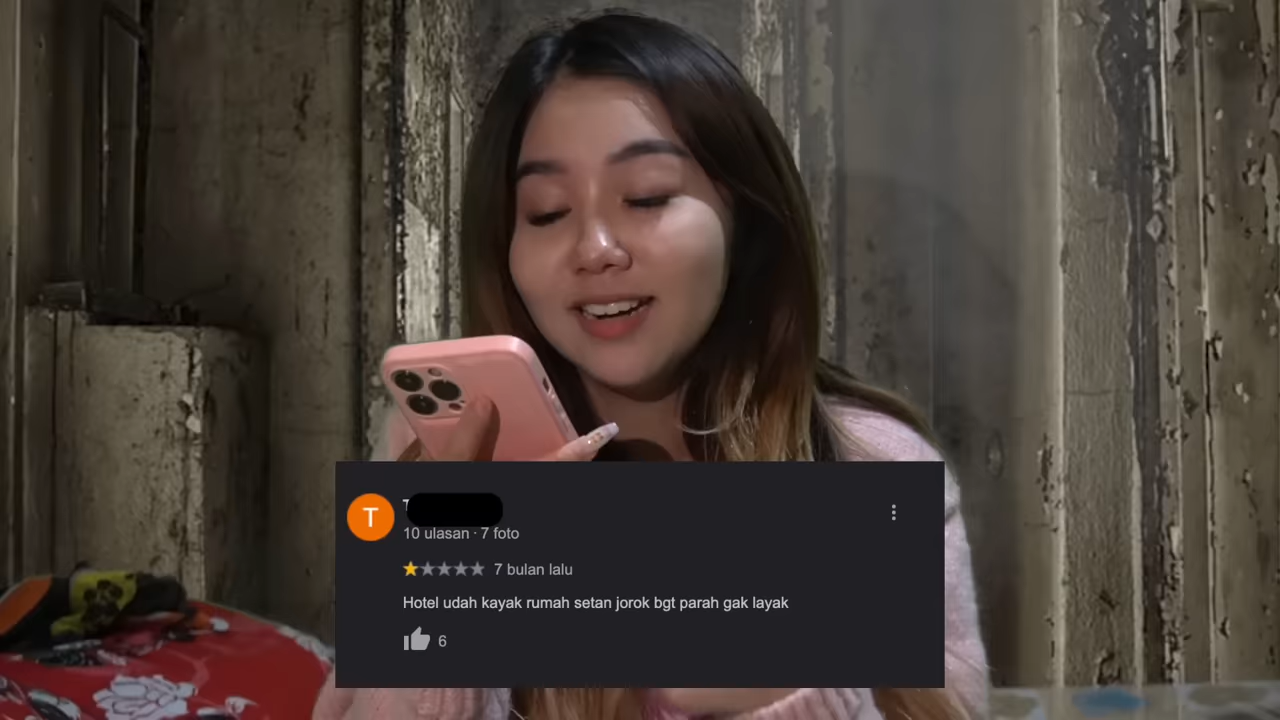 T
T
10 ulasan · 7 foto
7 bulan lalu
Hotel udah kayak rumah setan jorok bgt parah gak layak
6